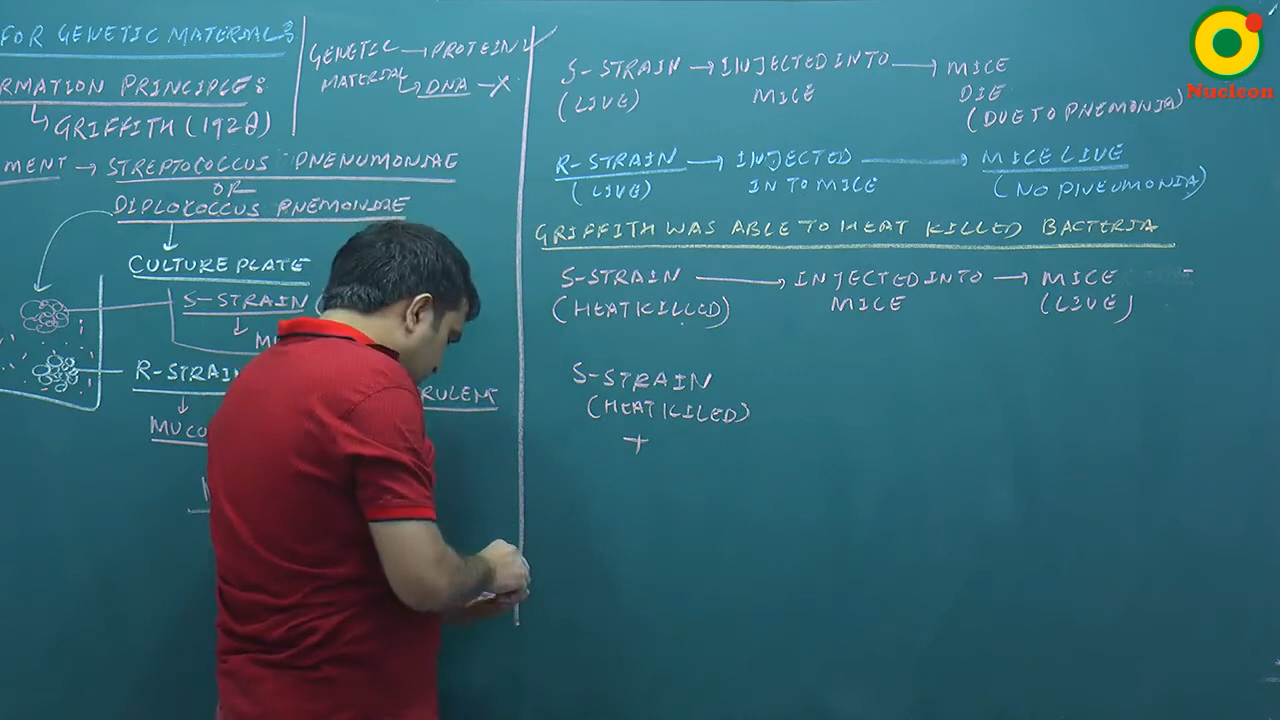 FOR GENETIC MATERIAL:
RMATION PRINCIPLE:
GRIFFITH (1928)
MENT → STREPTOCOCCUS PNENUMONIAE
OR
DIPLOCOCCUS PNEMONIAE
CULTURE PLATE
S-STRAIN
R-STRAIN
RULENT
MUCO
GENETIC → PROTEIN ✓
MATERIAL → DNA - X
S-STRAIN → INJECTED INTO → MICE
(LIVE) MICE DIE
(DUE TO PNEMONIA)
R-STRAIN → INJECTED → MICE LIVE
(LIVE) INTO MICE (NO PNEUMONIA)
GRIFFITH WAS ABLE TO HEAT KILLED BACTERIA
S-STRAIN → INJECTED INTO → MICE
(HEAT KILLED) MICE (LIVE)
S-STRAIN
(HEAT KILLED)
+
Nucleon